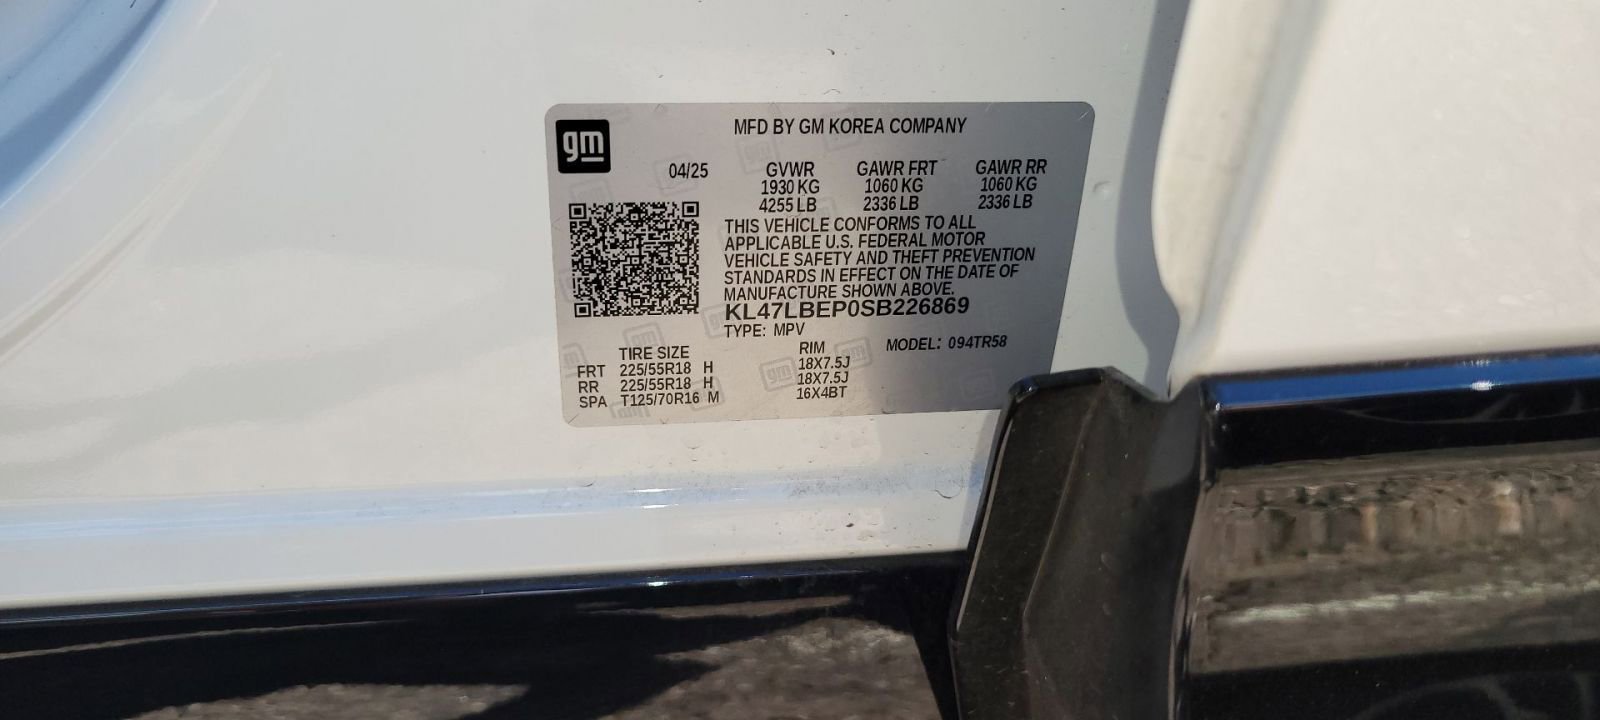 gm
MFD BY GM KOREA COMPANY
04/25 GVWR GAWR FRT GAWR RR
1930 KG 1060 KG 1060 KG
4255 LB 2336 LB 2336 LB
THIS VEHICLE CONFORMS TO ALL
APPLICABLE U.S. FEDERAL MOTOR
VEHICLE SAFETY AND THEFT PREVENTION
STANDARDS IN EFFECT ON THE DATE OF
MANUFACTURE SHOWN ABOVE.
KL47LBEP0SB226869
TYPE: MPV MODEL: 094TR58
TIRE SIZE RIM
FRT 225/55R18 H 18X7.5J
RR 225/55R18 H 18X7.5J
SPA T125/70R16 M 16X4BT